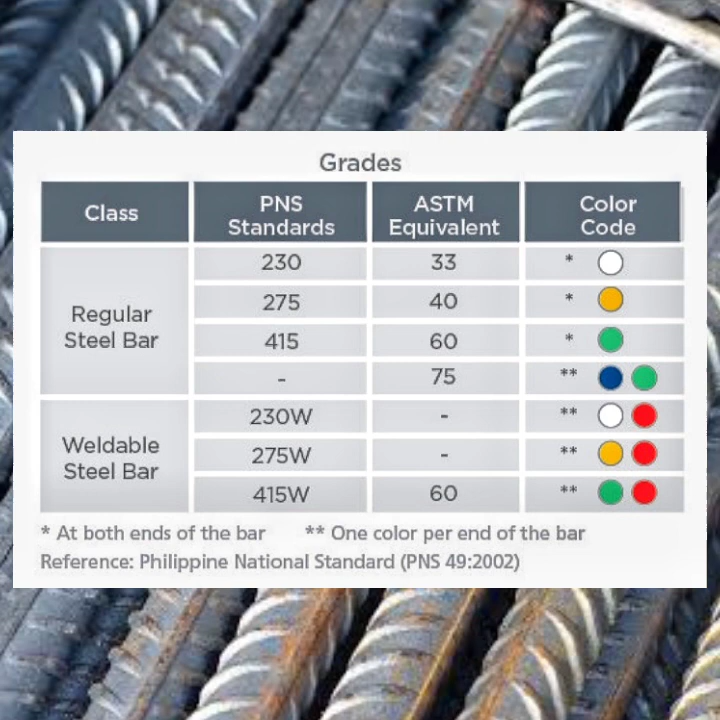 Grades
Class PNS Standards ASTM Equivalent Color Code
Regular Steel Bar
230 33 *
275 40 *
415 60 *
- 75 **
Weldable Steel Bar
230W - **
275W - **
415W 60 **
* At both ends of the bar ** One color per end of the bar
Reference: Philippine National Standard (PNS 49:2002)